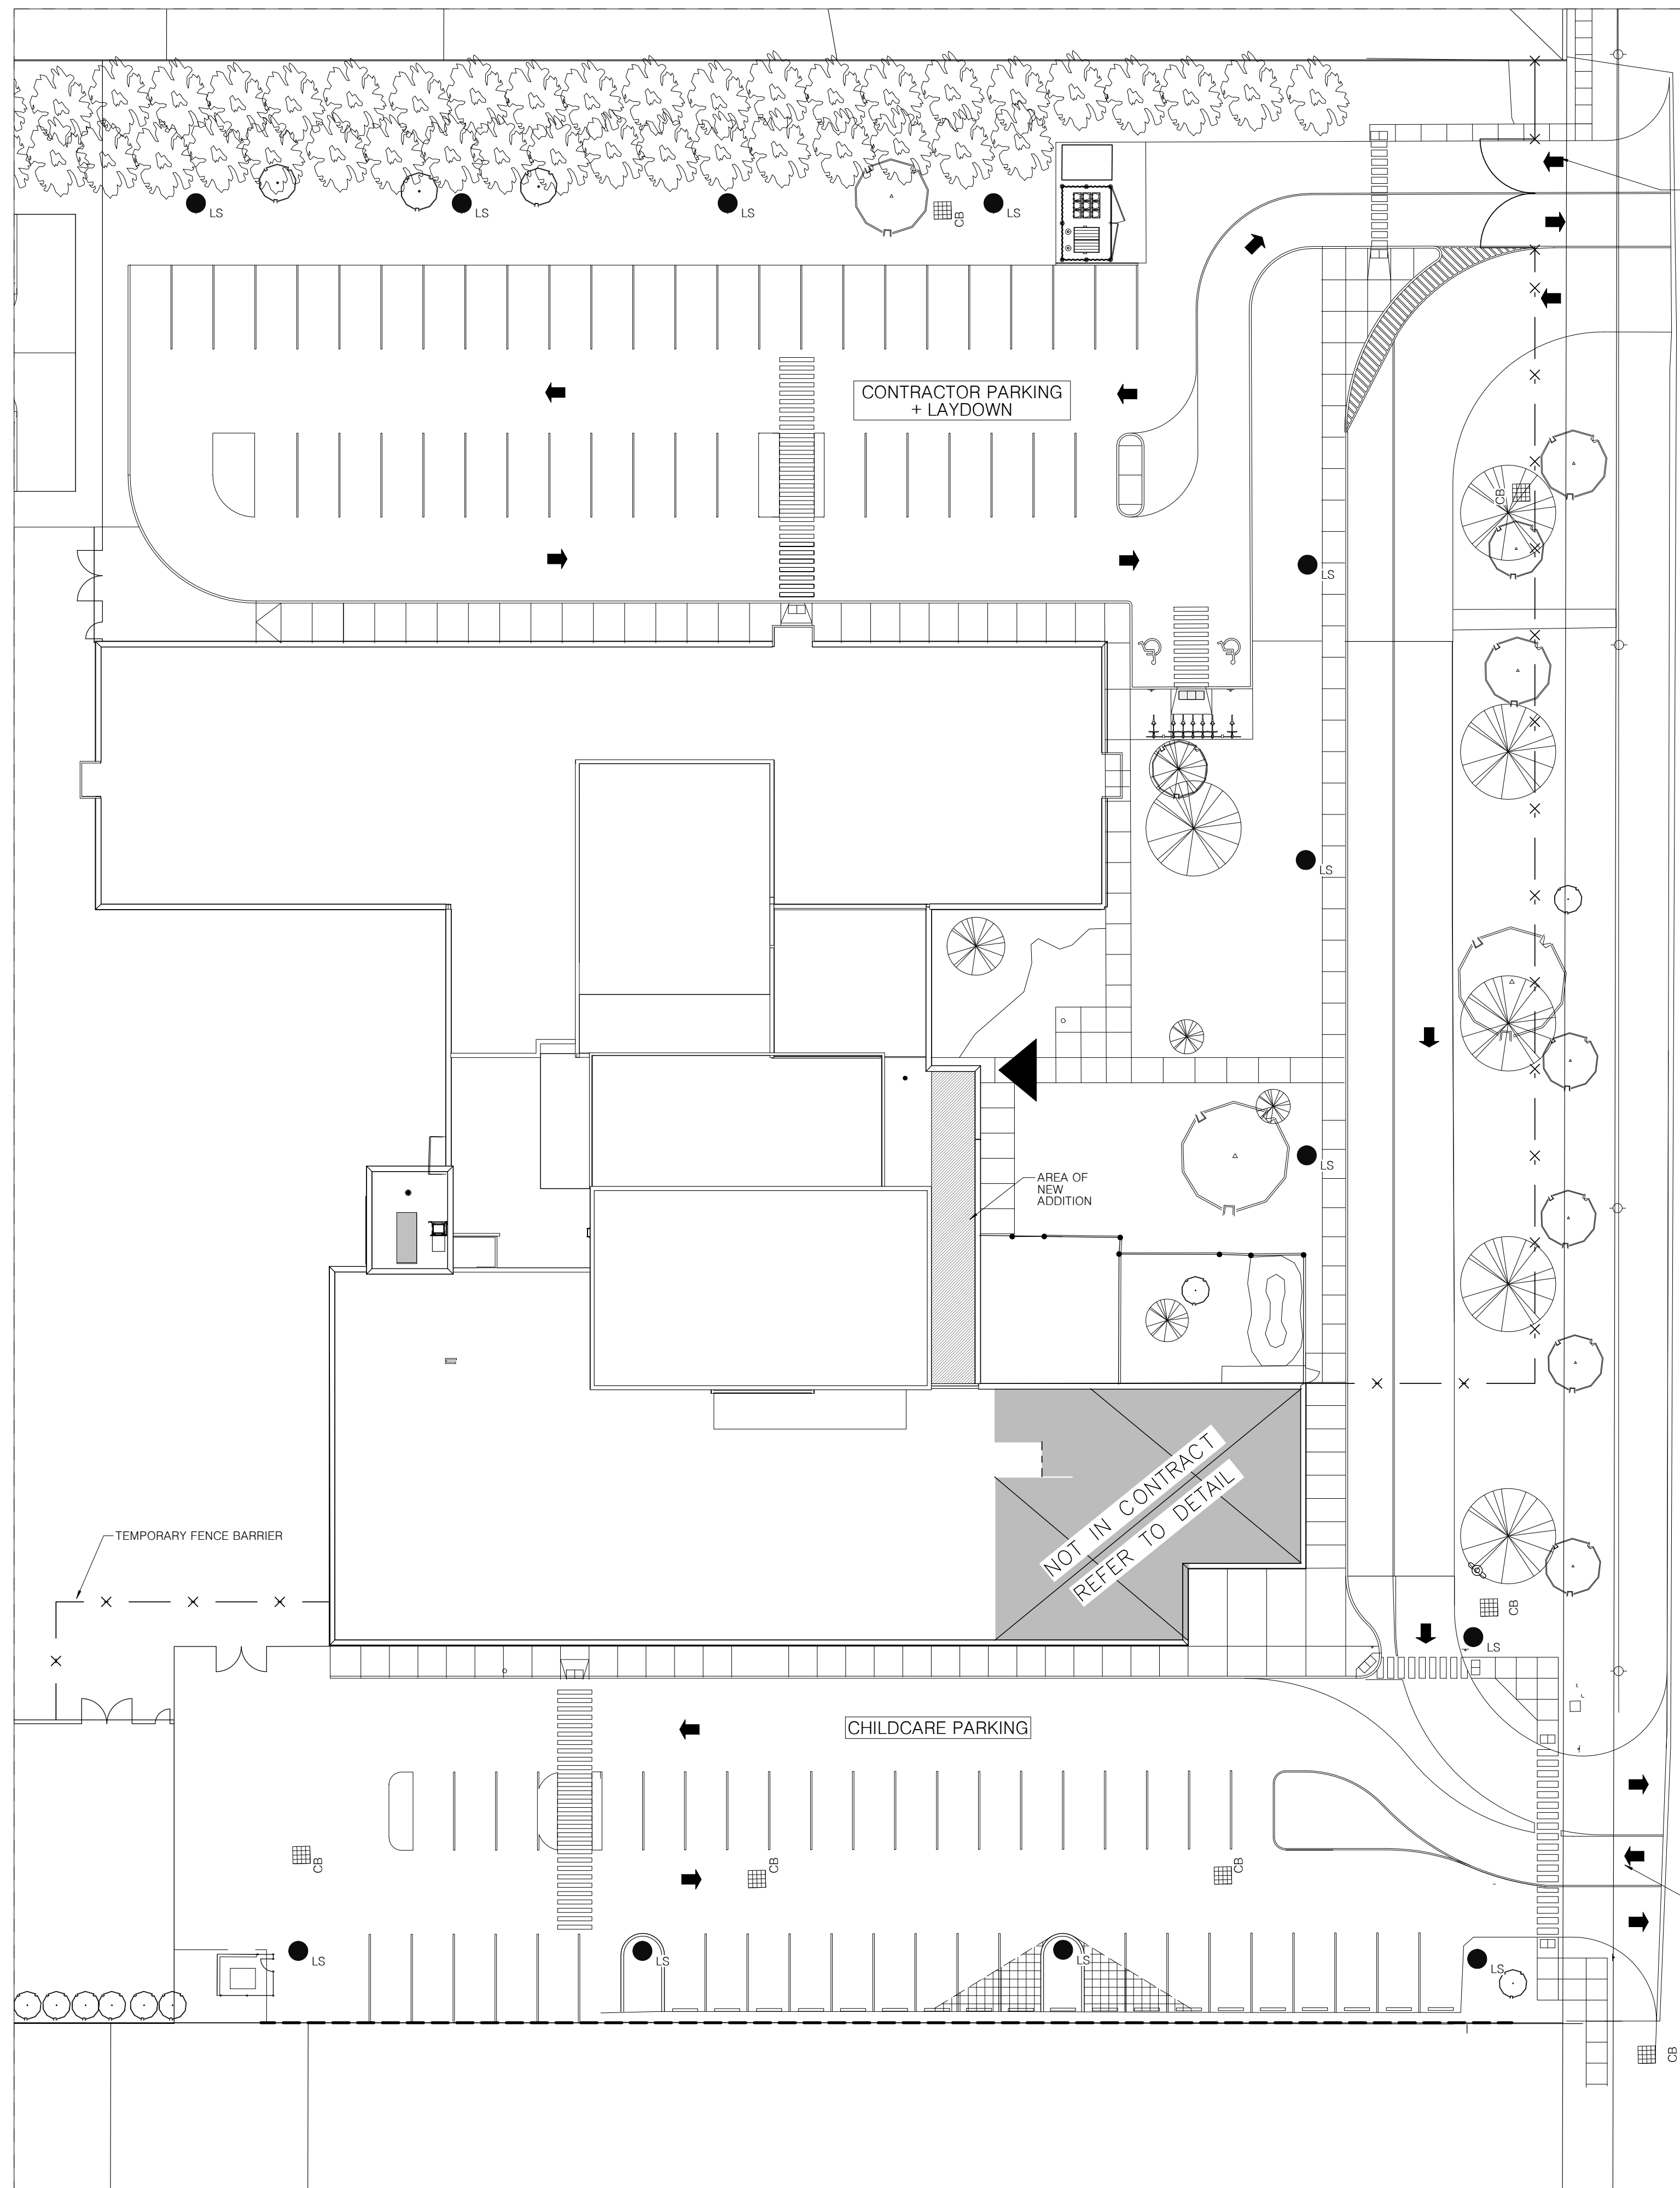 LS
LS
LS
CB
LS
CONTRACTOR PARKING
+ LAYDOWN
CB
LS
LS
LS
AREA OF
NEW
ADDITION
NOT IN CONTRACT
REFER TO DETAIL
TEMPORARY FENCE BARRIER
CB
LS
CHILDCARE PARKING
CB
CB
CB
LS
LS
LS
LS
CB